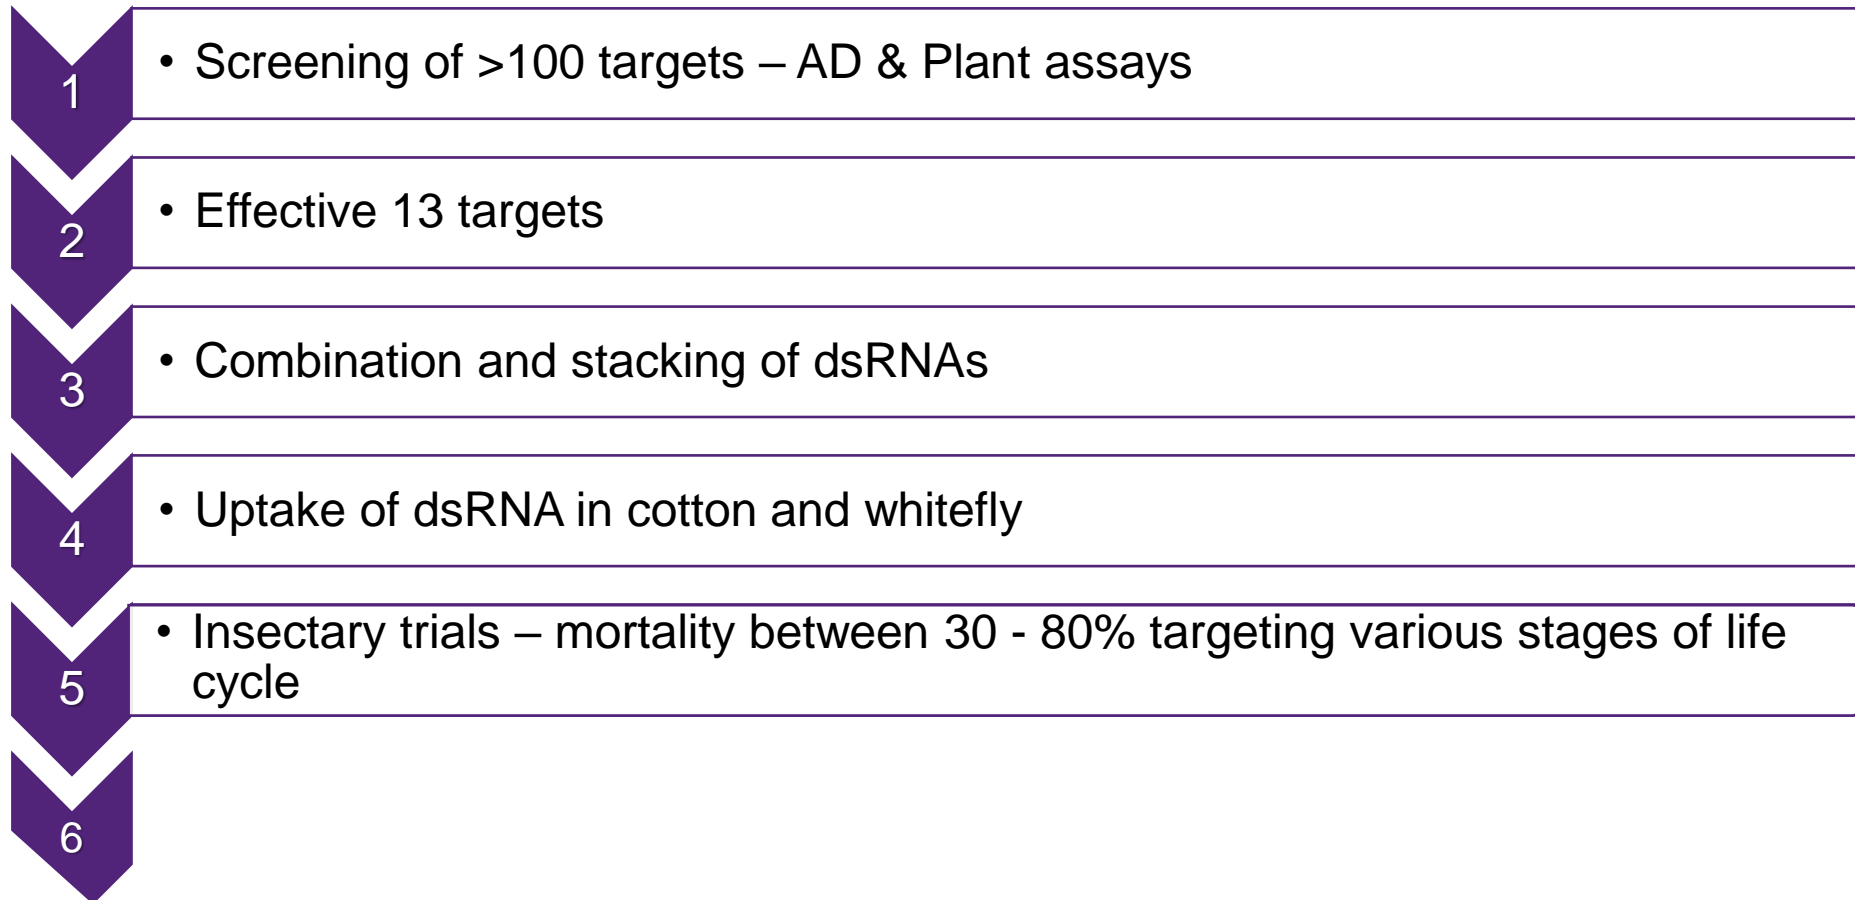 1
• Screening of >100 targets – AD & Plant assays
2
• Effective 13 targets
3
• Combination and stacking of dsRNAs
4
• Uptake of dsRNA in cotton and whitefly
5
• Insectary trials – mortality between 30 - 80% targeting various stages of life
cycle
6